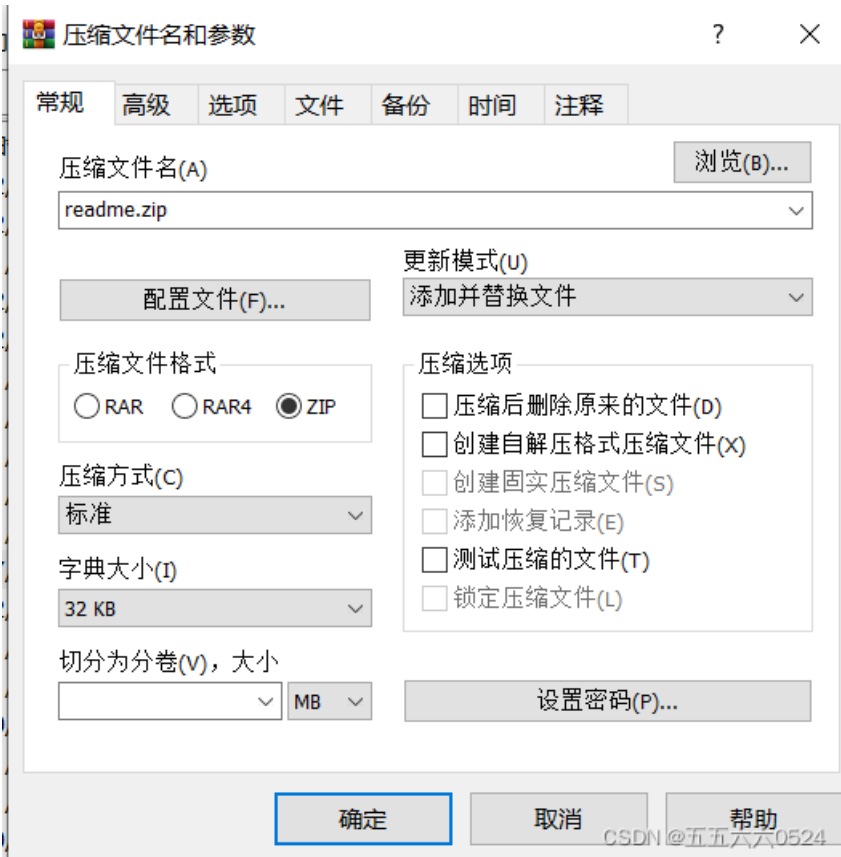 压缩文件名和参数
?
常规 高级 选项 文件 备份 时间 注释
压缩文件名(A)
浏览(B)...
readme.zip
更新模式(U)
配置文件(F)...
添加并替换文件
压缩文件格式
RAR RAR4 ZIP
压缩方式(C)
标准
字典大小(I)
32 KB
切分为分卷(V)，大小
MB
压缩选项
压缩后删除原来的文件(D)
创建自解压格式压缩文件(X)
创建固实压缩文件(S)
添加恢复记录(E)
测试压缩的文件(T)
锁定压缩文件(L)
设置密码(P)...
确定 取消 帮助
CSDN @五五六六0524